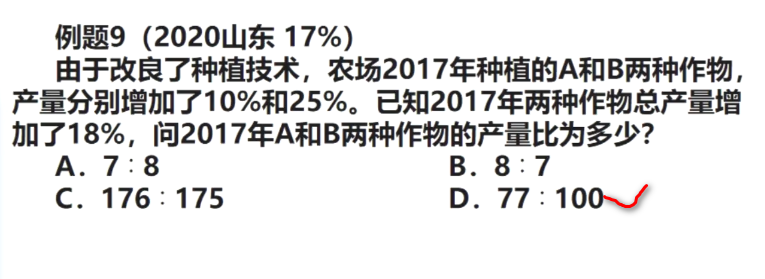 例题9（2020山东 17%）
由于改良了种植技术，农场2017年种植的A和B两种作物，
产量分别增加了10%和25%。已知2017年两种作物总产量增
加了18%，问2017年A和B两种作物的产量比为多少？
A．7∶8 B．8∶7
C．176∶175 D．77∶100